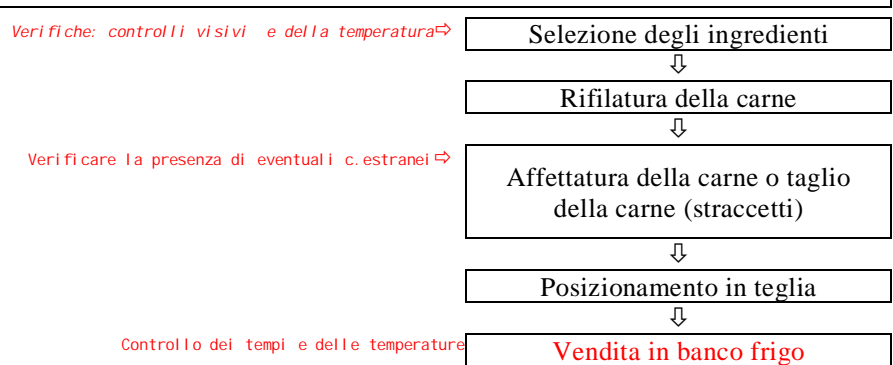 Verifiche: controlli visivi e della temperatura⇨
Selezione degli ingredienti
⇩
Rifilatura della carne
⇩
Verificare la presenza di eventuali c.estranei⇨
Affettatura della carne o taglio
della carne (straccetti)
⇩
Posizionamento in teglia
⇩
Controllo dei tempi e delle temperature
Vendita in banco frigo